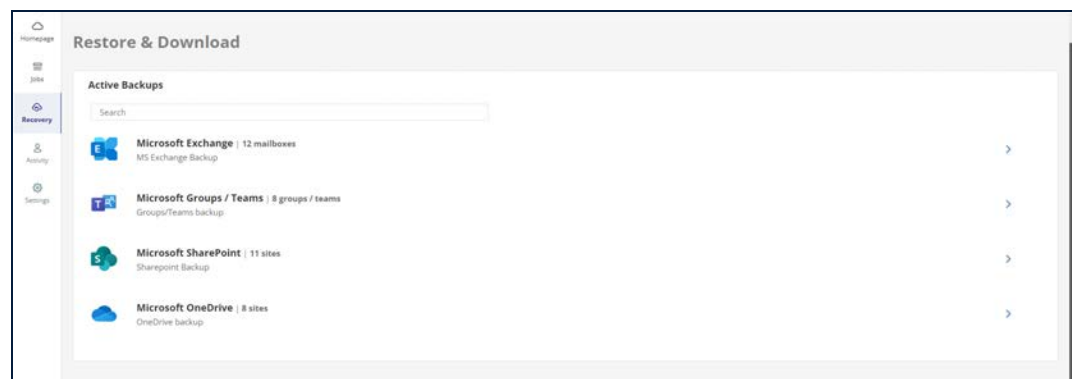 Homepage
Jobs
Recovery
Activity
Settings
Restore & Download
Active Backups
Search
Microsoft Exchange | 12 mailboxes
MS Exchange Backup
Microsoft Groups / Teams | 8 groups / teams
Groups/Teams backup
Microsoft SharePoint | 11 sites
Sharepoint Backup
Microsoft OneDrive | 8 sites
OneDrive backup